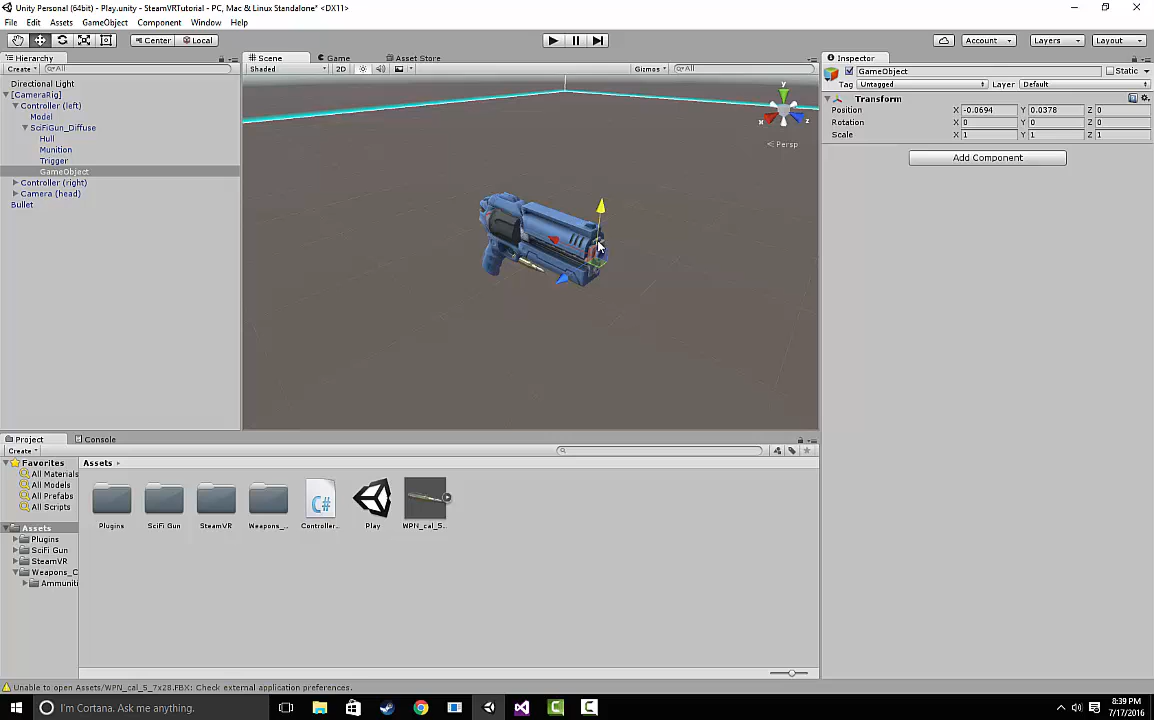 Unity Personal (64bit) - Play.unity - SteamVRTutorial - PC, Mac & Linux Standalone* <DX11>
File Edit Assets GameObject Component Window Help
Center Local Account Layers Layout
Hierarchy Scene Game Asset Store Inspector
Create All Shaded 2D Gizmos All GameObject Static
Tag Untagged Layer Default
Directional Light
[CameraRig]
Controller (left)
Model
SciFiGun_Diffuse
Hull
Munition
Trigger
GameObject
Controller (right)
Camera (head)
Bullet
y
x z
Persp
Transform
Position X -0.0694 Y 0.0378 Z 0
Rotation X 0 Y 0 Z 0
Scale X 1 Y 1 Z 1
Add Component
Project Console
Create
Favorites
All Materials
All Models
All Prefabs
All Scripts
Assets
Plugins
SciFi Gun
SteamVR
Weapons_C
Ammuniti
Assets
C#
Plugins SciFi Gun SteamVR Weapons_... Controller... Play WPN_cal_5...
Unable to open Assets/WPN_cal_5_7x28.FBX: Check external application preferences.
I'm Cortana. Ask me anything.
8:39 PM
7/17/2016